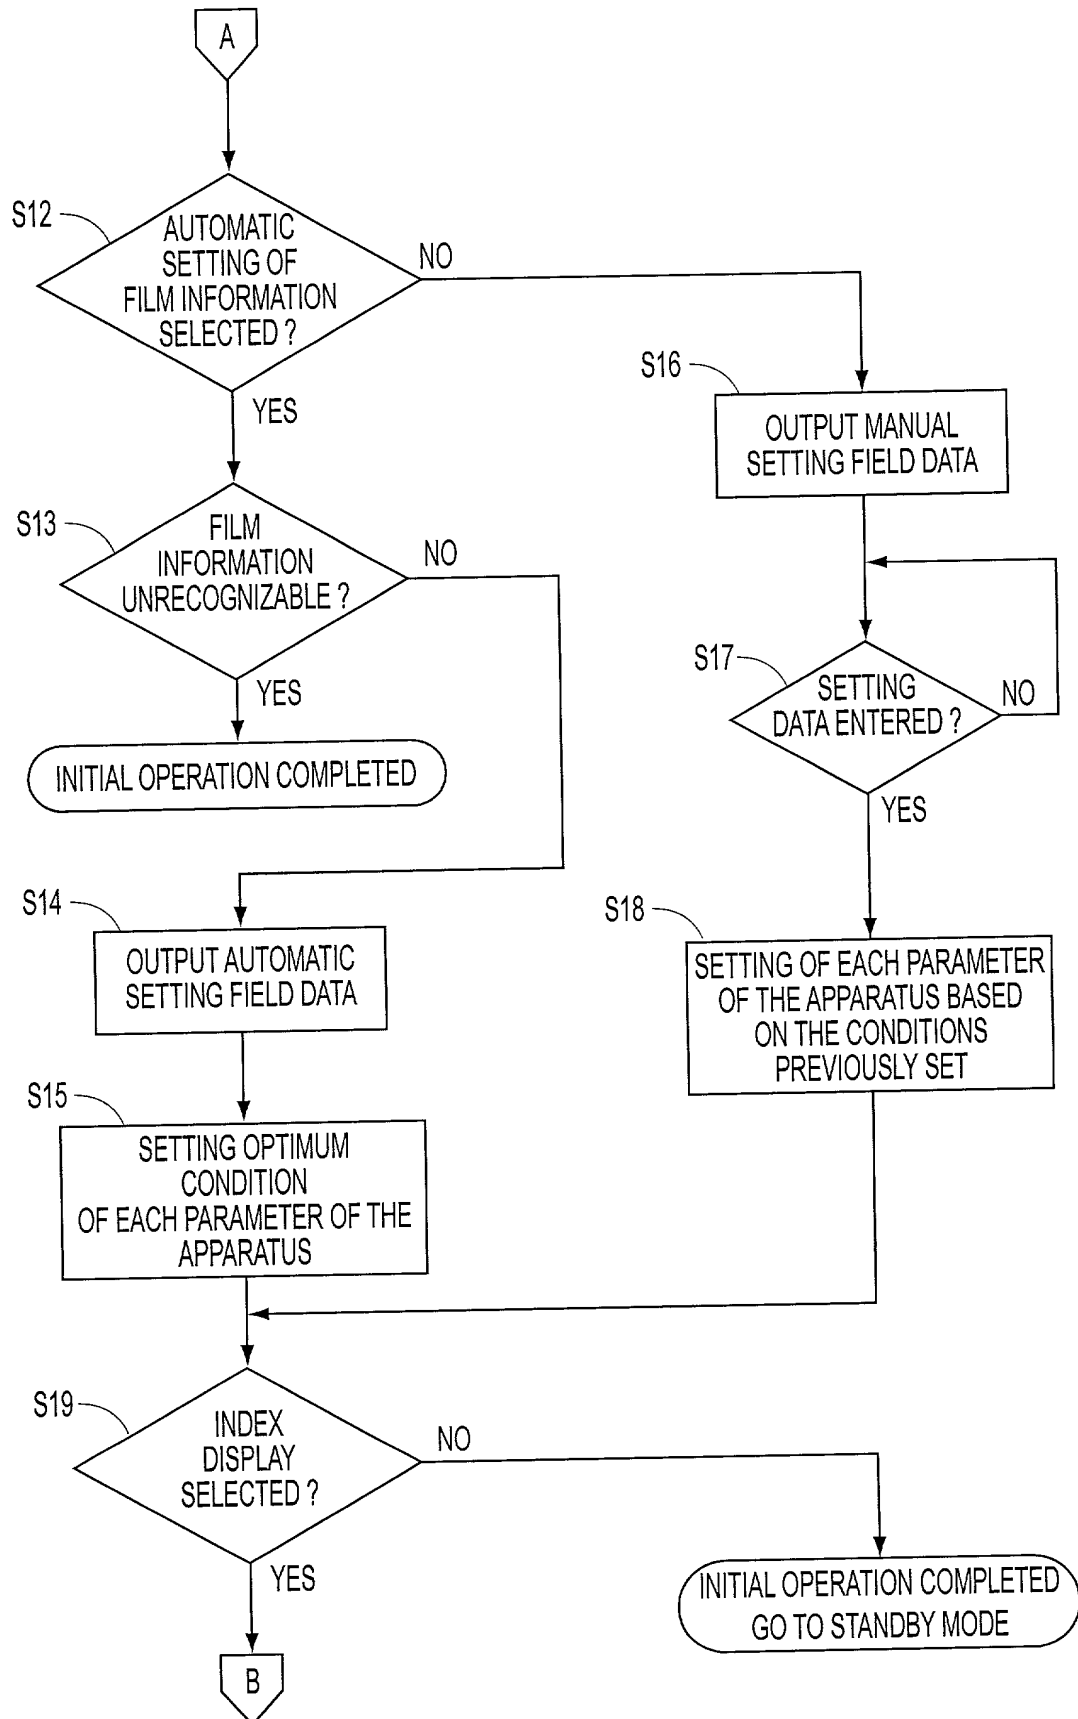 A
S12
AUTOMATIC
SETTING OF
FILM INFORMATION
SELECTED ?
NO
YES
S16
OUTPUT MANUAL
SETTING FIELD DATA
S13
FILM
INFORMATION
UNRECOGNIZABLE ?
NO
YES
INITIAL OPERATION COMPLETED
S17
SETTING
DATA ENTERED ?
NO
YES
S14
OUTPUT AUTOMATIC
SETTING FIELD DATA
S18
SETTING OF EACH PARAMETER
OF THE APPARATUS BASED
ON THE CONDITIONS
PREVIOUSLY SET
S15
SETTING OPTIMUM
CONDITION
OF EACH PARAMETER OF THE
APPARATUS
S19
INDEX
DISPLAY
SELECTED ?
NO
YES
INITIAL OPERATION COMPLETED
GO TO STANDBY MODE
B